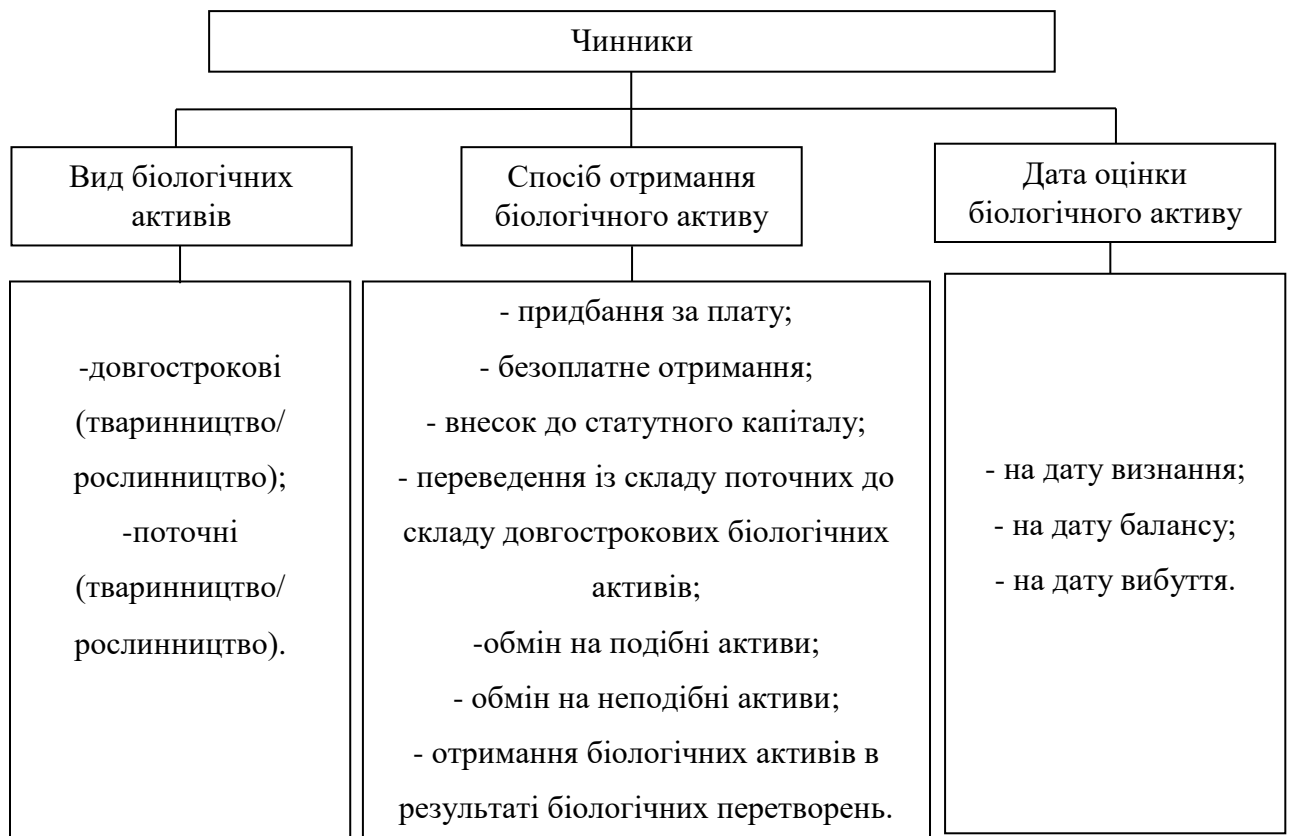 Чинники
Вид біологічних
активів
Спосіб отримання
біологічного активу
Дата оцінки
біологічного активу
-довгострокові
(тваринництво/
рослинництво);
-поточні
(тваринництво/
рослинництво).
- придбання за плату;
- безоплатне отримання;
- внесок до статутного капіталу;
- переведення із складу поточних до
складу довгострокових біологічних
активів;
-обмін на подібні активи;
- обмін на неподібні активи;
- отримання біологічних активів в
результаті біологічних перетворень.
- на дату визнання;
- на дату балансу;
- на дату вибуття.